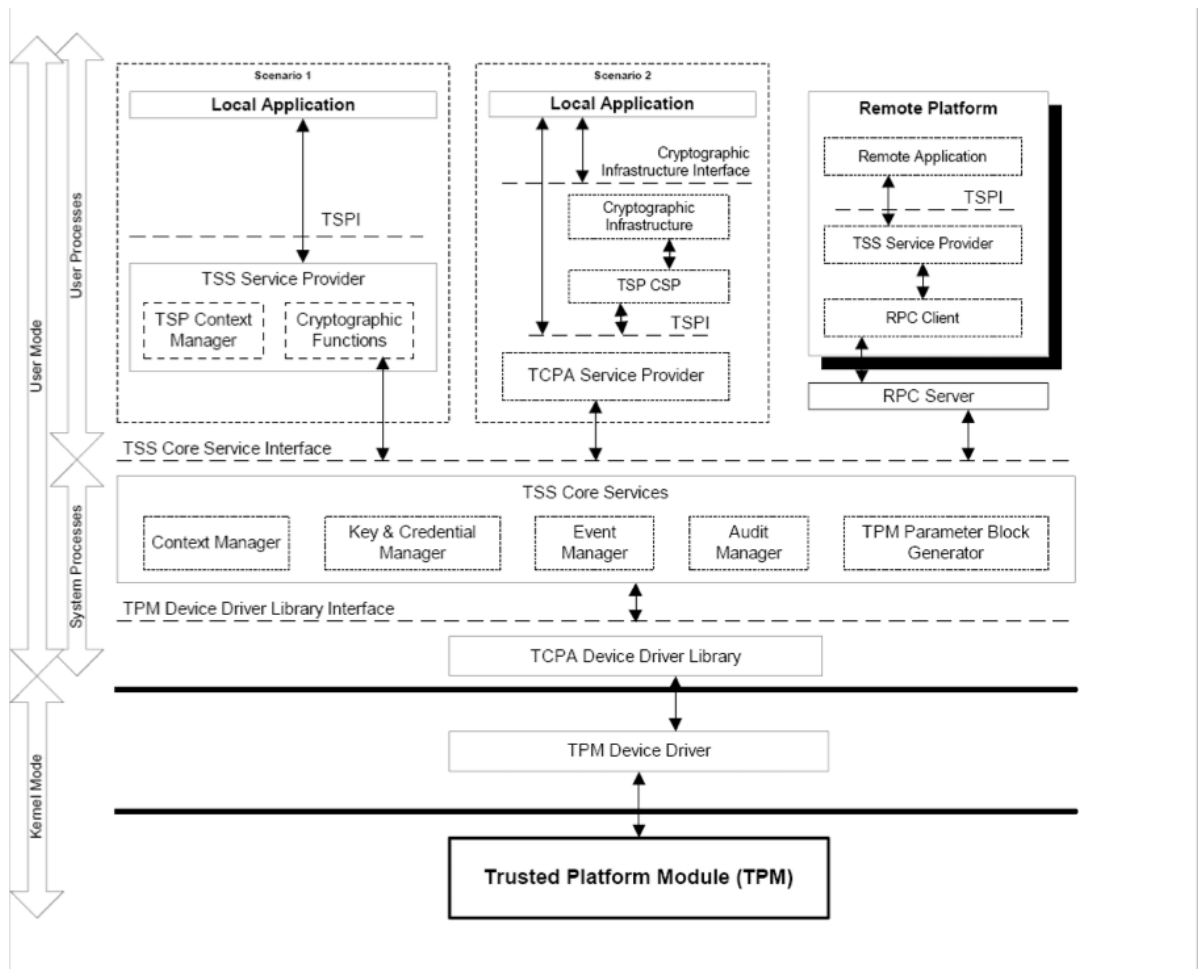 Scenario 1
Local Application
TSPI
TSS Service Provider
TSP Context
Manager
Cryptographic
Functions
Scenario 2
Local Application
Cryptographic
Infrastructure Interface
Cryptographic
Infrastructure
TSP CSP
TSPI
TCPA Service Provider
Remote Platform
Remote Application
TSPI
TSS Service Provider
RPC Client
RPC Server
TSS Core Service Interface
TSS Core Services
Context Manager
Key & Credential
Manager
Event
Manager
Audit
Manager
TPM Parameter Block
Generator
TPM Device Driver Library Interface
TCPA Device Driver Library
TPM Device Driver
Trusted Platform Module (TPM)
User Mode
User Processes
System Processes
Kernel Mode